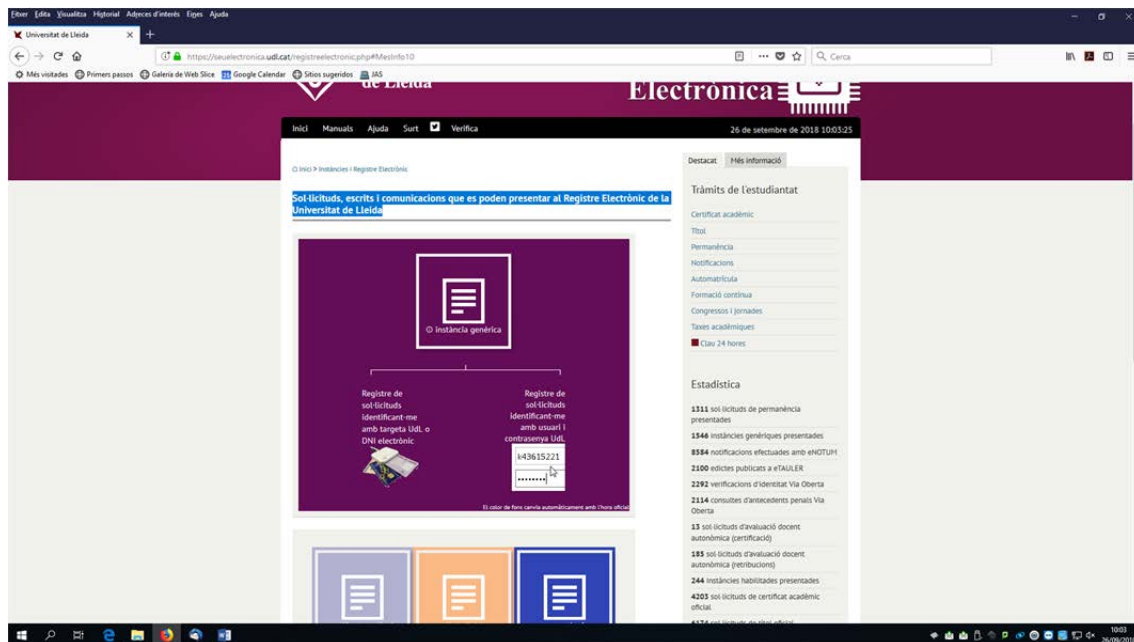 Fitxer Edita Visualitza Historial Adreces d'interès Eines Ajuda
Universitat de Lleida
https://seuelectronica.udl.cat/registreelectronic.php#MesInfo10
Cerca
Més visitades Primers passos Galería de Web Slice Google Calendar Sitios sugeridos JAS
de Lleida
Electrònica
Inici Manuals Ajuda Surt Verifica
26 de setembre de 2018 10:03:25
Inici > Instàncies i Registre Electrònic
Sol·licituds, escrits i comunicacions que es poden presentar al Registre Electrònic de la
Universitat de Lleida
instància genèrica
Registre de
sol·licituds
identificant-me
amb targeta UdL o
DNI electrònic
Registre de
sol·licituds
identificant-me
amb usuari i
contrasenya UdL
k43615221
El color de fons canvia automàticament amb l'hora oficial
Destacat Més informació
Tràmits de l'estudiantat
Certificat acadèmic
Títol
Permanència
Notificacions
Automatrícula
Formació contínua
Congressos i jornades
Taxes acadèmiques
Clau 24 hores
Estadística
1311 sol·licituds de permanència
presentades
1546 instàncies genèriques presentades
8584 notificacions efectuades amb eNOTUM
2100 edictes publicats a eTAULER
2292 verificacions d'identitat Via Oberta
2114 consultes d'antecedents penals Via
Oberta
13 sol·licituds d'avaluació docent
autonòmica (certificació)
185 sol·licituds d'avaluació docent
autonòmica (retribucions)
244 instàncies habilitades presentades
4203 sol·licituds de certificat acadèmic
oficial
10:03